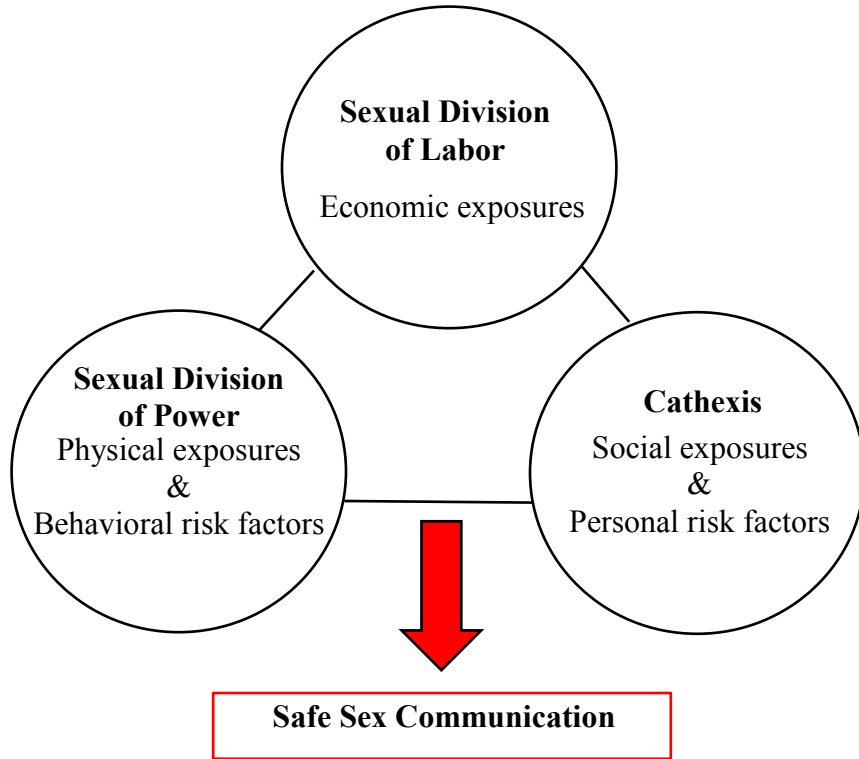 Sexual Division
of Labor
Economic exposures
Sexual Division
of Power
Physical exposures
&
Behavioral risk factors
Cathexis
Social exposures
&
Personal risk factors
Safe Sex Communication